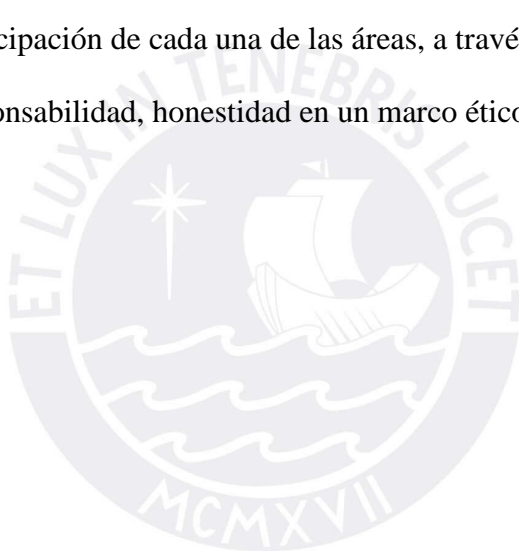 cipación de cada una de las áreas, a travé
onsabilidad, honestidad en un marco ético
ET LUX IN TENEBRIS LUCET
MCMXVII